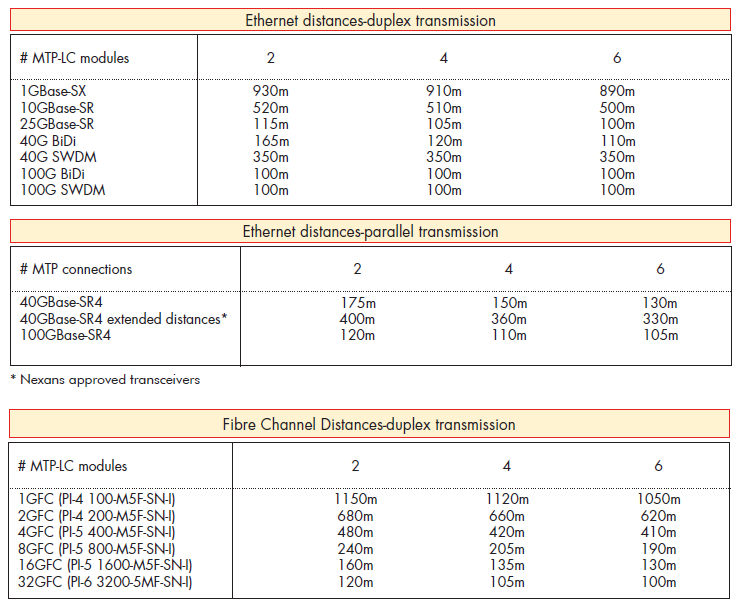 Ethernet distances-duplex transmission
# MTP-LC modules 2 4 6
1GBase-SX 930m 910m 890m
10GBase-SR 520m 510m 500m
25GBase-SR 115m 105m 100m
40G BiDi 165m 120m 110m
40G SWDM 350m 350m 350m
100G BiDi 100m 100m 100m
100G SWDM 100m 100m 100m
Ethernet distances-parallel transmission
# MTP connections 2 4 6
40GBase-SR4 175m 150m 130m
40GBase-SR4 extended distances* 400m 360m 330m
100GBase-SR4 120m 110m 105m
* Nexans approved transceivers
Fibre Channel Distances-duplex transmission
# MTP-LC modules 2 4 6
1GFC (PI-4 100-M5F-SN-I) 1150m 1120m 1050m
2GFC (PI-4 200-M5F-SN-I) 680m 660m 620m
4GFC (PI-5 400-M5F-SN-I) 480m 420m 410m
8GFC (PI-5 800-M5F-SN-I) 240m 205m 190m
16GFC (PI-5 1600-M5F-SN-I) 160m 135m 130m
32GFC (PI-6 3200-5MF-SN-I) 120m 105m 100m